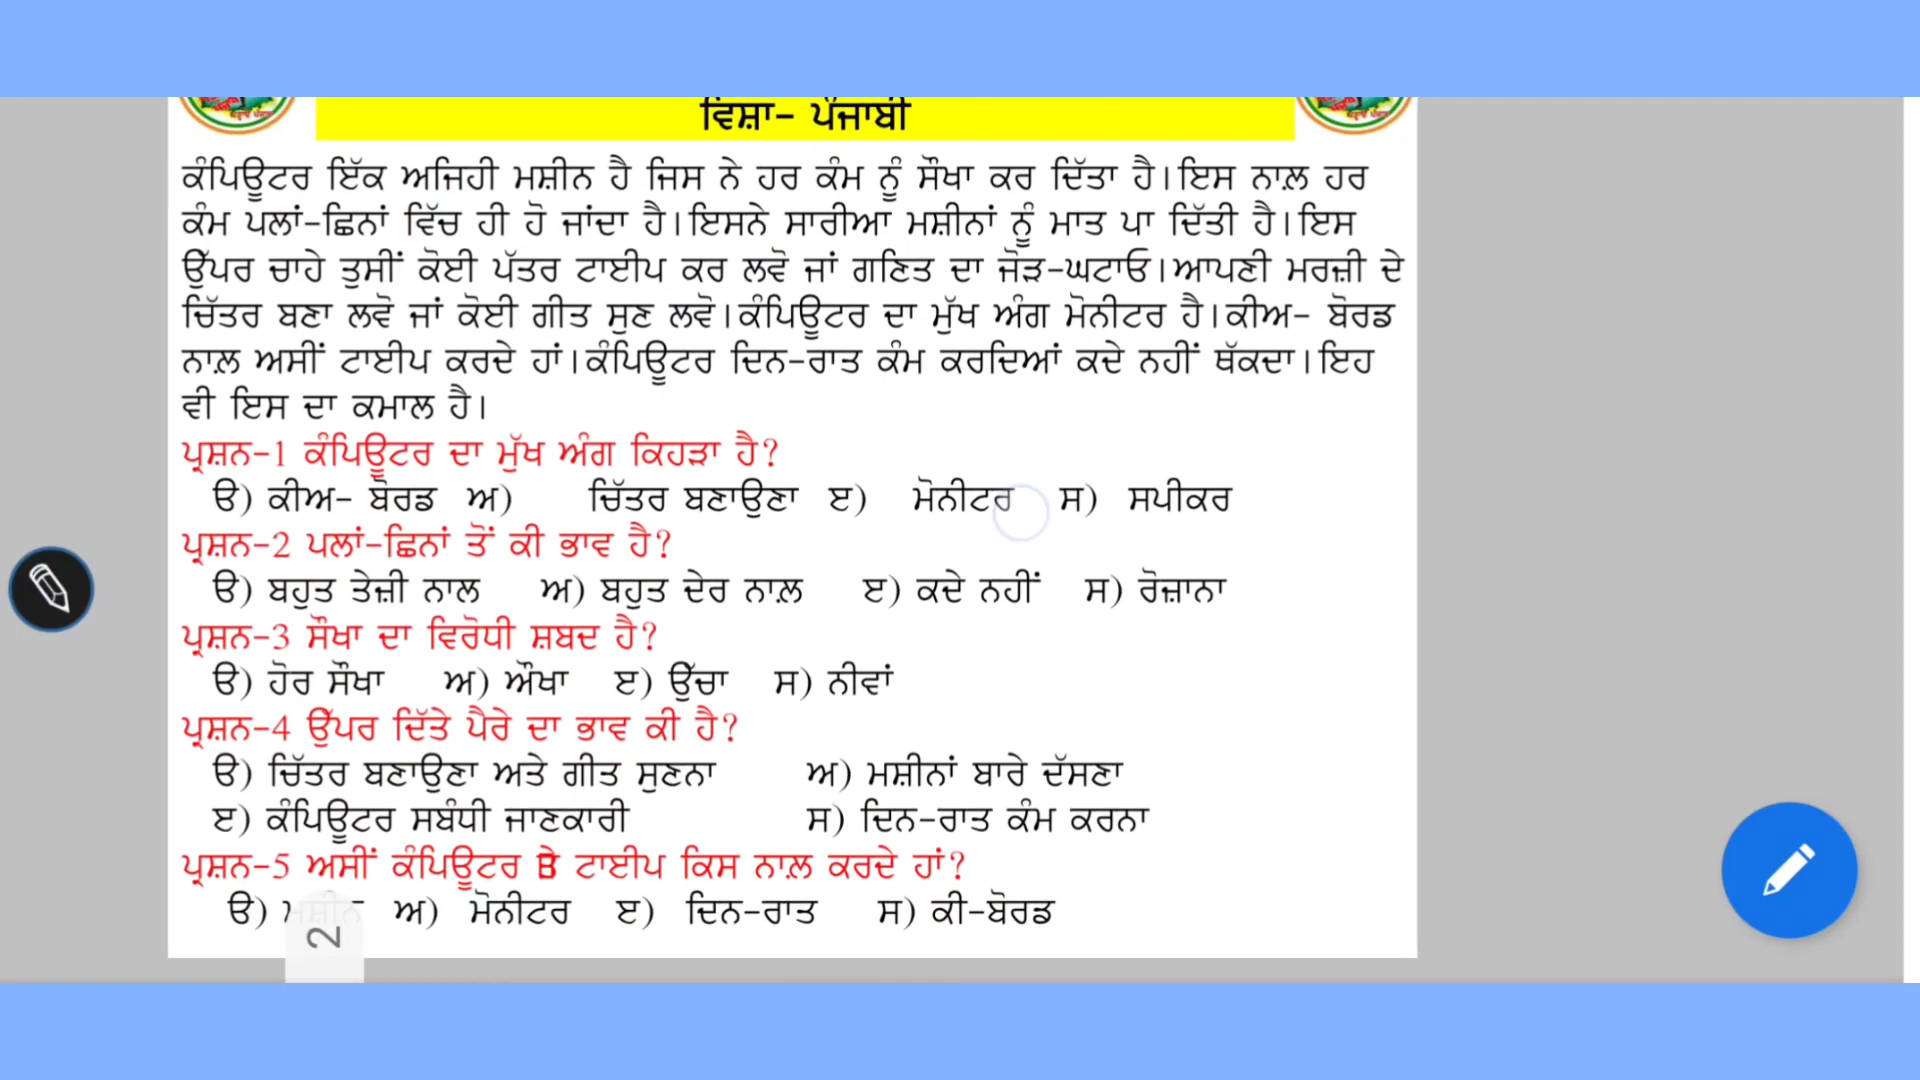 ਵਿਸ਼ਾ- ਪੰਜਾਬੀ
ਕੰਪਿਊਟਰ ਇੱਕ ਅਜਿਹੀ ਮਸ਼ੀਨ ਹੈ ਜਿਸ ਨੇ ਹਰ ਕੰਮ ਨੂੰ ਸੌਖਾ ਕਰ ਦਿੱਤਾ ਹੈ।ਇਸ ਨਾਲ਼ ਹਰ
ਕੰਮ ਪਲਾਂ-ਛਿਨਾਂ ਵਿੱਚ ਹੀ ਹੋ ਜਾਂਦਾ ਹੈ।ਇਸਨੇ ਸਾਰੀਆ ਮਸ਼ੀਨਾਂ ਨੂੰ ਮਾਤ ਪਾ ਦਿੱਤੀ ਹੈ।ਇਸ
ਉੱਪਰ ਚਾਹੇ ਤੁਸੀਂ ਕੋਈ ਪੱਤਰ ਟਾਈਪ ਕਰ ਲਵੋ ਜਾਂ ਗਣਿਤ ਦਾ ਜੋੜ-ਘਟਾਓ।ਆਪਣੀ ਮਰਜ਼ੀ ਦੇ
ਚਿੱਤਰ ਬਣਾ ਲਵੋ ਜਾਂ ਕੋਈ ਗੀਤ ਸੁਣ ਲਵੋ।ਕੰਪਿਊਟਰ ਦਾ ਮੁੱਖ ਅੰਗ ਮੋਨੀਟਰ ਹੈ।ਕੀਅ- ਬੋਰਡ
ਨਾਲ਼ ਅਸੀਂ ਟਾਈਪ ਕਰਦੇ ਹਾਂ।ਕੰਪਿਊਟਰ ਦਿਨ-ਰਾਤ ਕੰਮ ਕਰਦਿਆਂ ਕਦੇ ਨਹੀਂ ਥੱਕਦਾ।ਇਹ
ਵੀ ਇਸ ਦਾ ਕਮਾਲ ਹੈ।
ਪ੍ਰਸ਼ਨ-1 ਕੰਪਿਊਟਰ ਦਾ ਮੁੱਖ ਅੰਗ ਕਿਹੜਾ ਹੈ?
ੳ) ਕੀਅ- ਬੋਰਡ ਅ) ਚਿੱਤਰ ਬਣਾਉਣਾ ੲ) ਮੋਨੀਟਰ ਸ) ਸਪੀਕਰ
ਪ੍ਰਸ਼ਨ-2 ਪਲਾਂ-ਛਿਨਾਂ ਤੋਂ ਕੀ ਭਾਵ ਹੈ?
ੳ) ਬਹੁਤ ਤੇਜ਼ੀ ਨਾਲ ਅ) ਬਹੁਤ ਦੇਰ ਨਾਲ਼ ੲ) ਕਦੇ ਨਹੀਂ ਸ) ਰੋਜ਼ਾਨਾ
ਪ੍ਰਸ਼ਨ-3 ਸੌਖਾ ਦਾ ਵਿਰੋਧੀ ਸ਼ਬਦ ਹੈ?
ੳ) ਹੋਰ ਸੌਖਾ ਅ) ਔਖਾ ੲ) ਉੱਚਾ ਸ) ਨੀਵਾਂ
ਪ੍ਰਸ਼ਨ-4 ਉੱਪਰ ਦਿੱਤੇ ਪੈਰੇ ਦਾ ਭਾਵ ਕੀ ਹੈ?
ੳ) ਚਿੱਤਰ ਬਣਾਉਣਾ ਅਤੇ ਗੀਤ ਸੁਣਨਾ ਅ) ਮਸ਼ੀਨਾਂ ਬਾਰੇ ਦੱਸਣਾ
ੲ) ਕੰਪਿਊਟਰ ਸਬੰਧੀ ਜਾਣਕਾਰੀ ਸ) ਦਿਨ-ਰਾਤ ਕੰਮ ਕਰਨਾ
ਪ੍ਰਸ਼ਨ-5 ਅਸੀਂ ਕੰਪਿਊਟਰ ਟਾਈਪ ਕਿਸ ਨਾਲ਼ ਕਰਦੇ ਹਾਂ?
ੳ) ਅ) ਮੋਨੀਟਰ ੲ) ਦਿਨ-ਰਾਤ ਸ) ਕੀ-ਬੋਰਡ
2